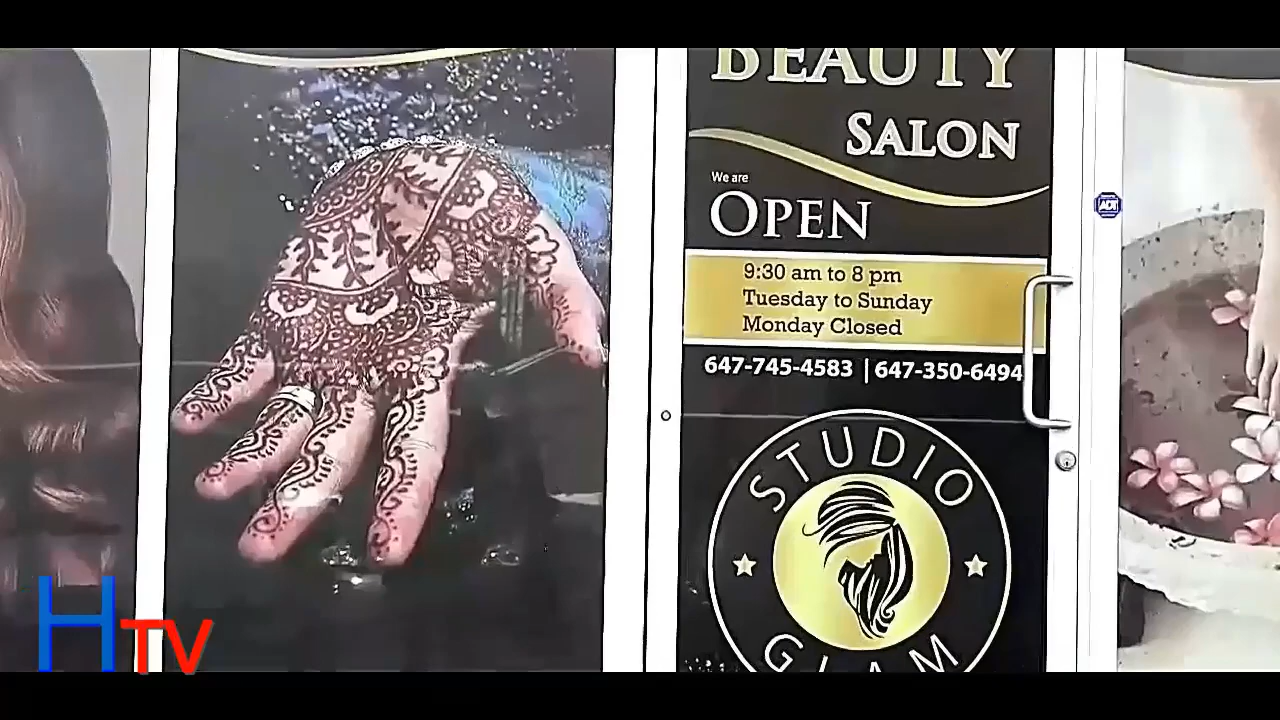 BEAUTY
SALON
We are
OPEN
9:30 am to 8 pm
Tuesday to Sunday
Monday Closed
647-745-4583 | 647-350-6494
ADT
STUDIO
GLAM
HTV